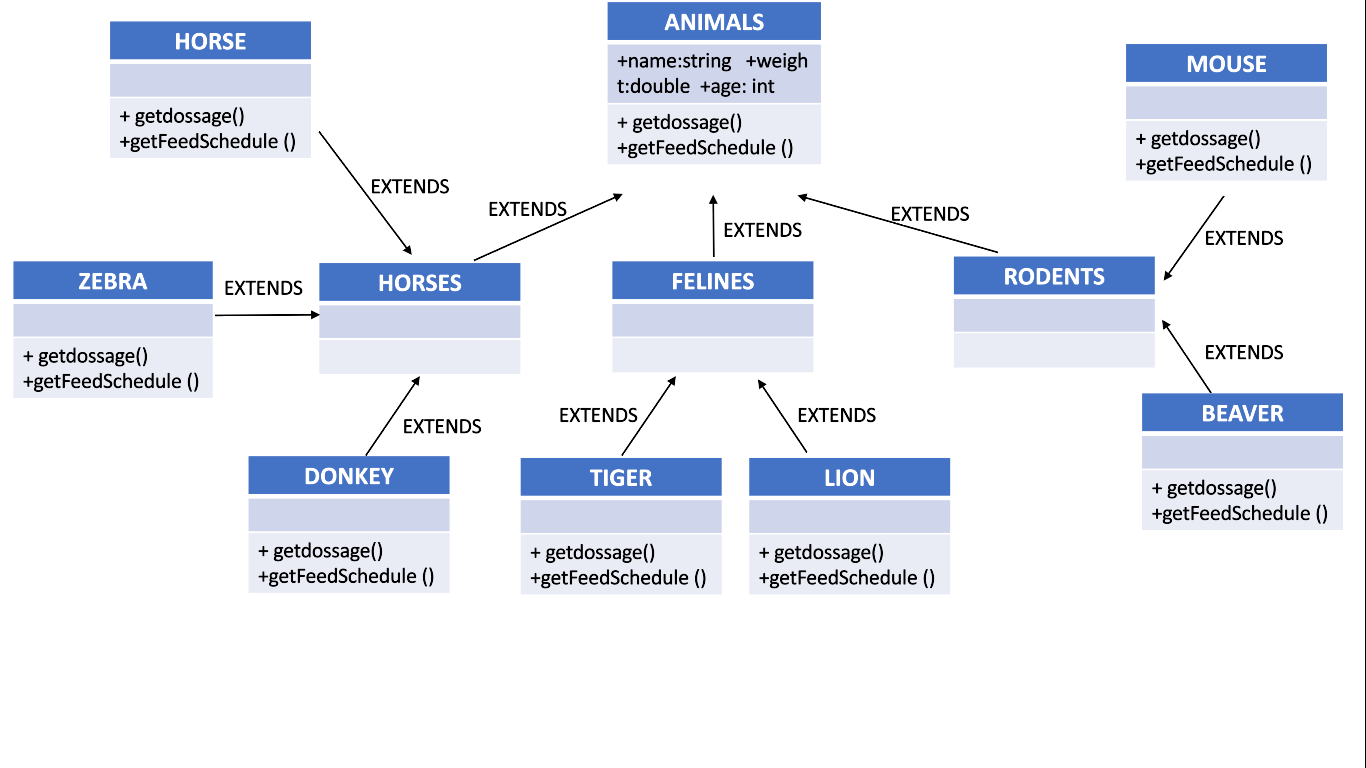 HORSE
+ getdossage()
+getFeedSchedule ()
ANIMALS
+name:string +weigh
t:double +age: int
+ getdossage()
+getFeedSchedule ()
MOUSE
+ getdossage()
+getFeedSchedule ()
EXTENDS
EXTENDS
EXTENDS
EXTENDS
EXTENDS
ZEBRA
+ getdossage()
+getFeedSchedule ()
EXTENDS
HORSES
FELINES
RODENTS
EXTENDS
EXTENDS
EXTENDS
EXTENDS
BEAVER
+ getdossage()
+getFeedSchedule ()
DONKEY
+ getdossage()
+getFeedSchedule ()
TIGER
+ getdossage()
+getFeedSchedule ()
LION
+ getdossage()
+getFeedSchedule ()